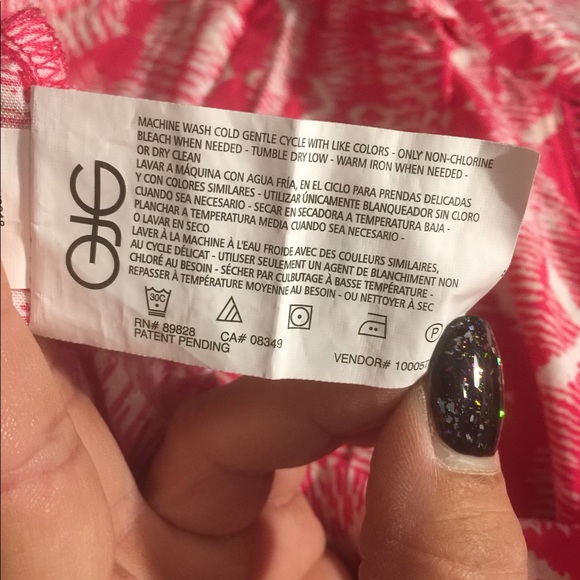 MACHINE WASH COLD GENTLE CYCLE WITH LIKE COLORS - ONLY NON-CHLORINE
BLEACH WHEN NEEDED - TUMBLE DRY LOW - WARM IRON WHEN NEEDED -
OR DRY CLEAN
LAVAR A MÁQUINA CON AGUA FRÍA, EN EL CICLO PARA PRENDAS DELICADAS
Y CON COLORES SIMILARES - UTILIZAR ÚNICAMENTE BLANQUEADOR SIN CLORO
CUANDO SEA NECESARIO - SECAR EN SECADORA A TEMPERATURA BAJA -
PLANCHAR A TEMPERATURA MEDIA CUANDO SEA NECESARIO -
O LAVAR EN SECO
LAVER À LA MACHINE À L'EAU FROIDE AVEC DES COULEURS SIMILAIRES,
AU CYCLE DÉLICAT - UTILISER SEULEMENT UN AGENT DE BLANCHIMENT NON
CHLORÉ AU BESOIN - SÉCHER PAR CULBUTAGE À BASSE TEMPÉRATURE -
REPASSER À TEMPÉRATURE MOYENNE AU BESOIN - OU NETTOYER À SEC
30C
P
RN# 89828 CA# 08349
PATENT PENDING
VENDOR# 100057